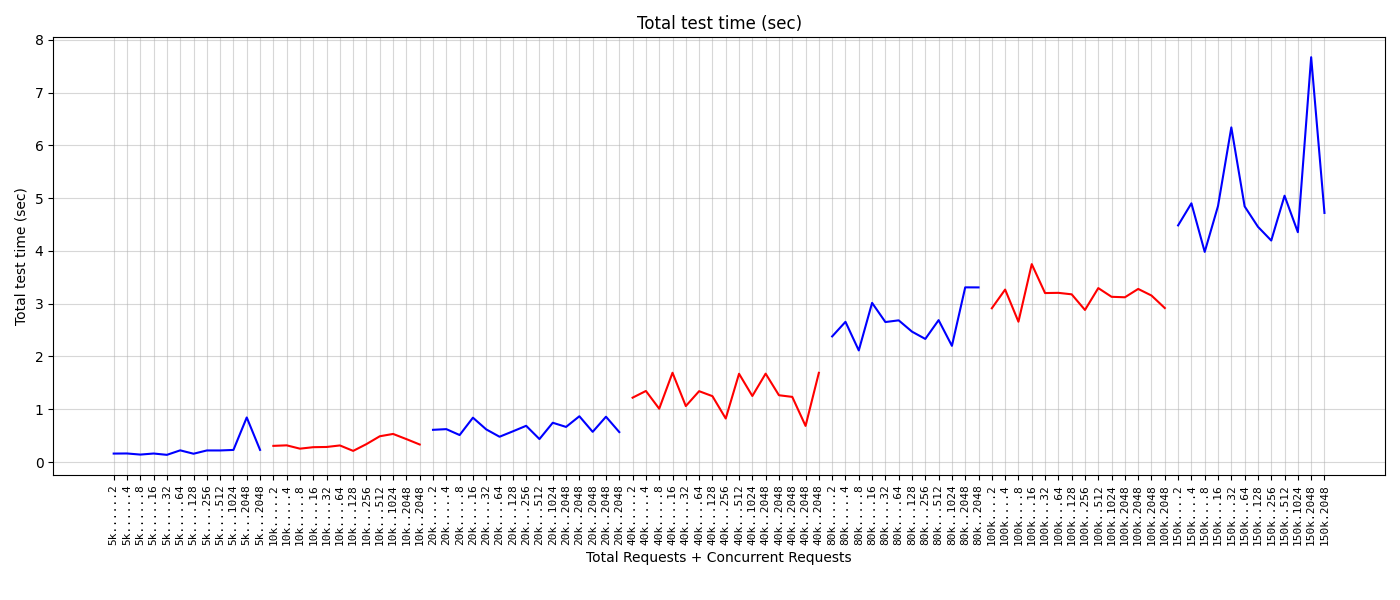 Total test time (sec)
Total test time (sec)
8
7
6
5
4
3
2
1
0
5k......2
5k......4
5k......8
5k.....16
5k.....32
5k.....64
5k....128
5k....256
5k....512
5k...1024
5k...2048
5k...2048
10k.....2
10k.....4
10k.....8
10k....16
10k....32
10k....64
10k...128
10k...256
10k...512
10k..1024
10k..2048
10k..2048
20k.....2
20k.....4
20k.....8
20k....16
20k....32
20k....64
20k...128
20k...256
20k...512
20k..1024
20k..2048
20k..2048
20k..2048
20k..2048
20k..2048
40k.....2
40k.....4
40k.....8
40k....16
40k....32
40k....64
40k...128
40k...256
40k...512
40k..1024
40k..2048
40k..2048
40k..2048
40k..2048
40k..2048
80k.....2
80k.....4
80k.....8
80k....16
80k....32
80k....64
80k...128
80k...256
80k...512
80k..1024
80k..2048
80k..2048
100k....2
100k....4
100k....8
100k...16
100k...32
100k...64
100k..128
100k..256
100k..512
100k.1024
100k.2048
100k.2048
100k.2048
100k.2048
150k....2
150k....4
150k....8
150k...16
150k...32
150k...64
150k..128
150k..256
150k..512
150k.1024
150k.2048
150k.2048
Total Requests + Concurrent Requests